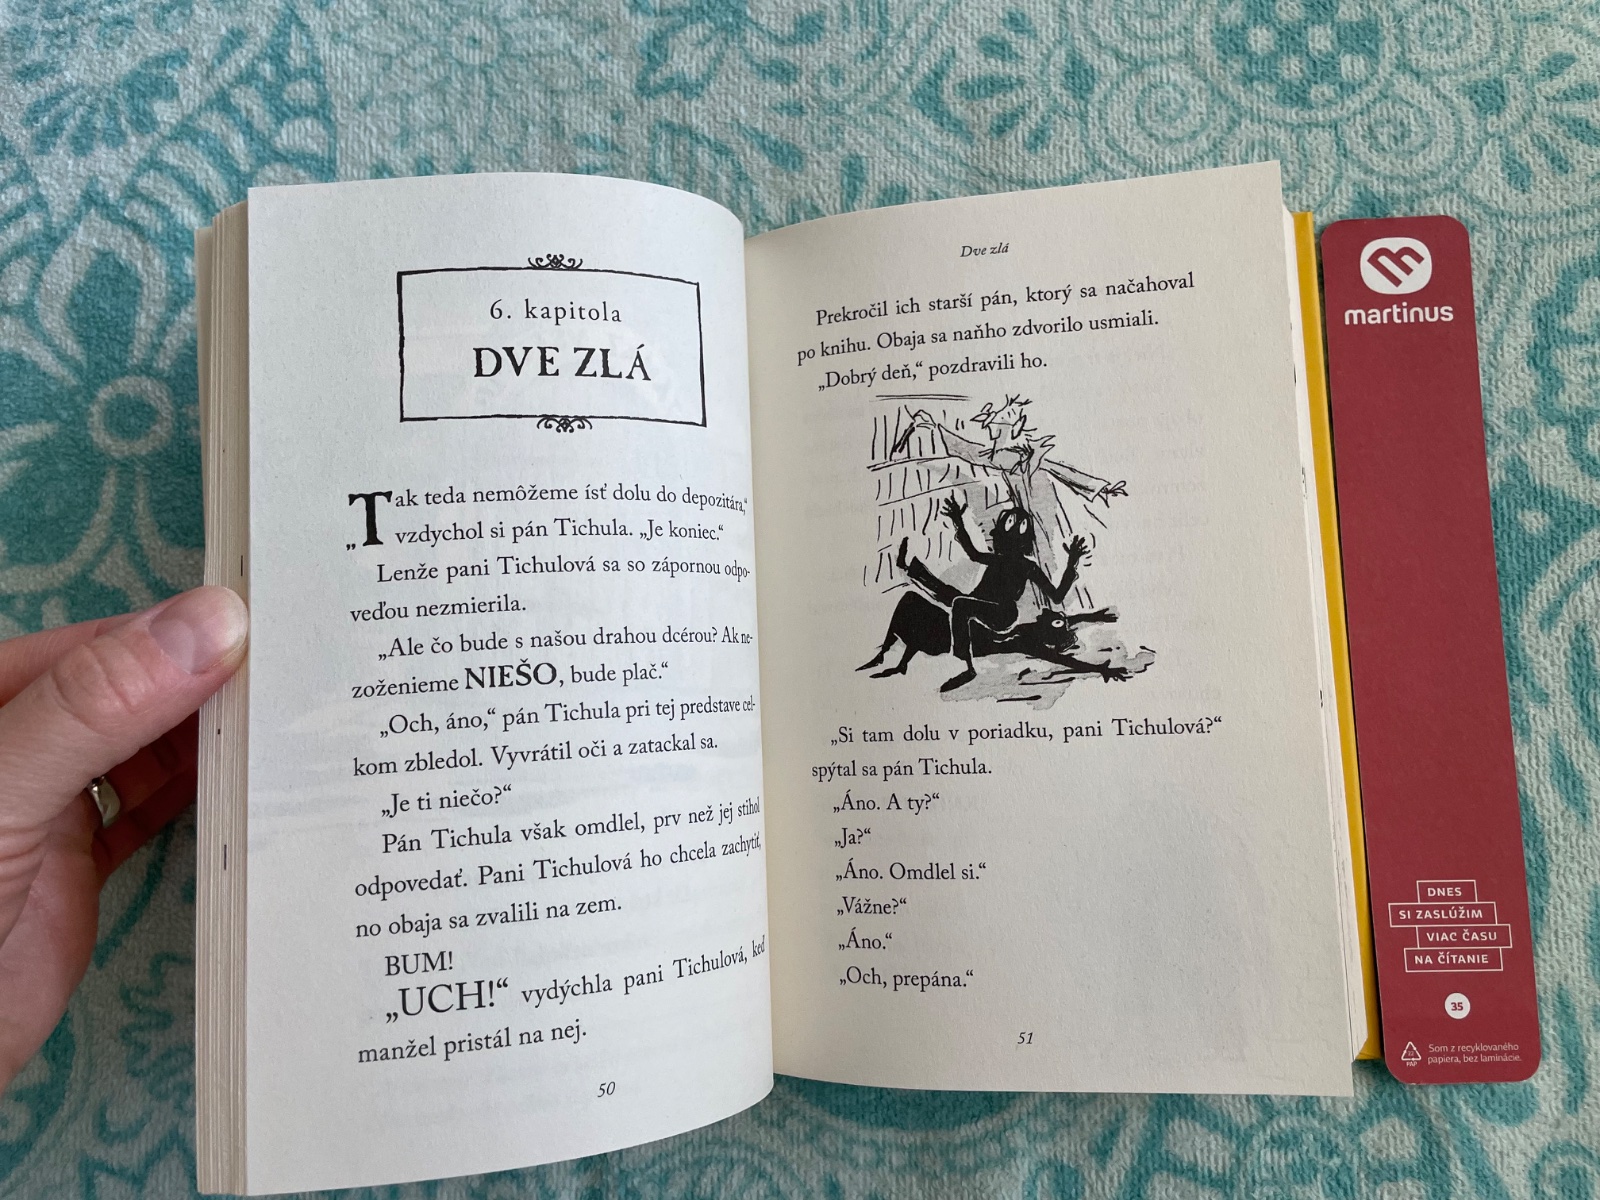 6. kapitola
DVE ZLÁ
„Tak teda nemôžeme ísť dolu do depozitára,“
vzdychol si pán Tichula. „Je koniec.“
Lenže pani Tichulová sa so zápornou odpo-
veďou nezmierila.
„Ale čo bude s našou drahou dcérou? Ak ne-
zoženieme NIEŠO, bude plač.“
„Och, áno,“ pán Tichula pri tej predstave cel-
kom zbledol. Vyvrátil oči a zatackal sa.
„Je ti niečo?“
Pán Tichula však omdlel, prv než jej stihol
odpovedať. Pani Tichulová ho chcela zachytiť,
no obaja sa zvalili na zem.
BUM!
„UCH!“ vydýchla pani Tichulová, keď
manžel pristál na nej.
50
Dve zlá
Prekročil ich starší pán, ktorý sa načahoval
po knihu. Obaja sa naňho zdvorilo usmiali.
„Dobrý deň,“ pozdravili ho.
„Si tam dolu v poriadku, pani Tichulová?“
spýtal sa pán Tichula.
„Áno. A ty?“
„Ja?“
„Áno. Omdlel si.“
„Vážne?“
„Áno.“
„Och, prepána.“
51
martinus
DNES
SI ZASLÚŽIM
VIAC ČASU
NA ČÍTANIE
35
22
PAP
Som z recyklovaného
papiera, bez laminácie.